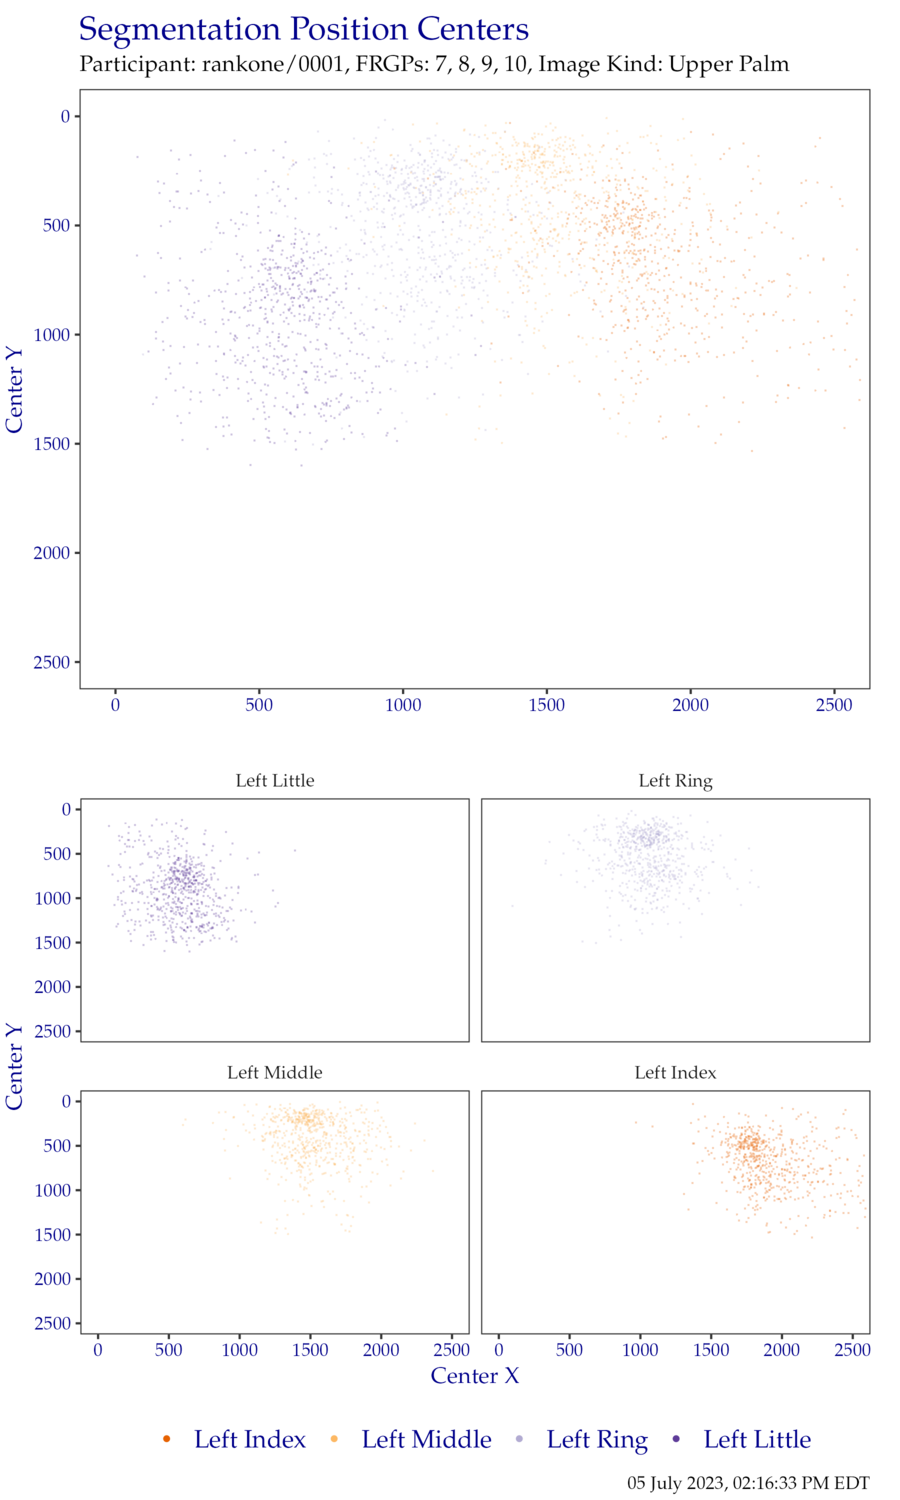 Segmentation Position Centers
Participant: rankone/0001, FRGPs: 7, 8, 9, 10, Image Kind: Upper Palm
0
500
1000
1500
2000
2500
Center Y
0 500 1000 1500 2000 2500
Left Little Left Ring
0
500
1000
1500
2000
2500
Center Y
Left Middle Left Index
0
500
1000
1500
2000
2500
0 500 1000 1500 2000 2500 0 500 1000 1500 2000 2500
Center X
Left Index Left Middle Left Ring Left Little
05 July 2023, 02:16:33 PM EDT